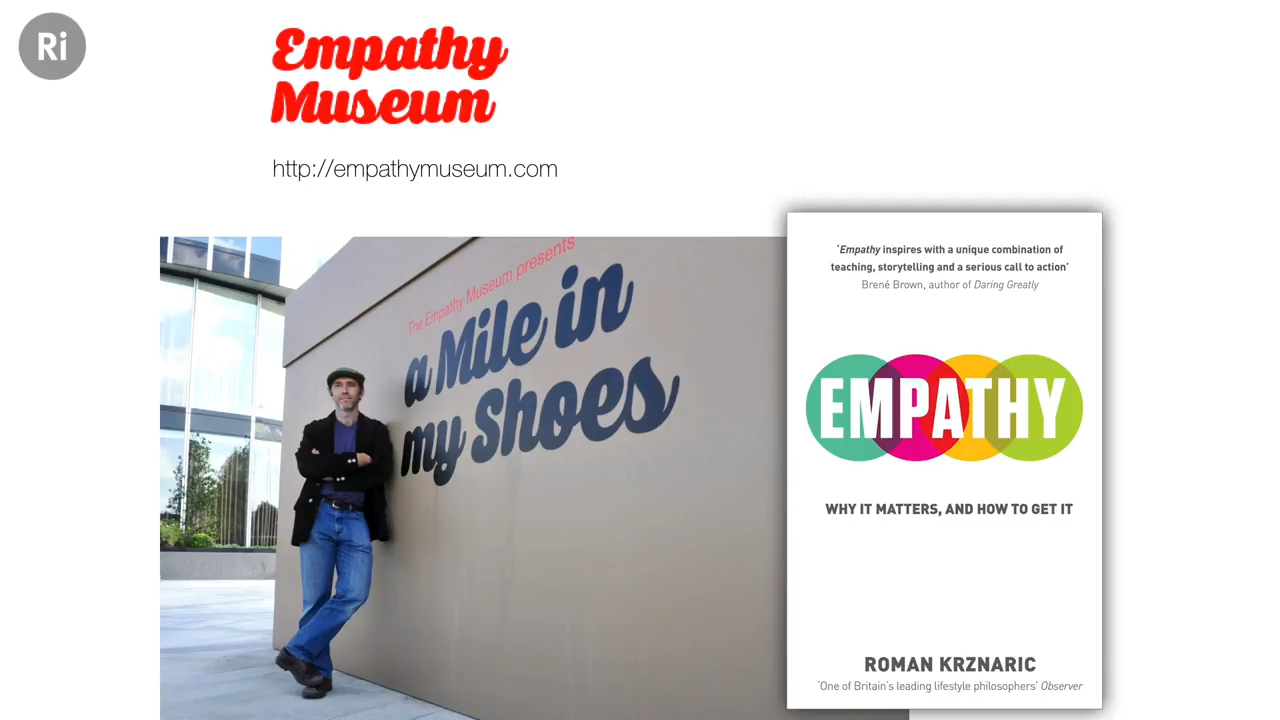 Ri
Empathy
Museum
http://empathymuseum.com
The Empathy Museum presents
a Mile in
my Shoes
‘Empathy inspires with a unique combination of
teaching, storytelling and a serious call to action’
Brené Brown, author of Daring Greatly
EMPATHY
WHY IT MATTERS, AND HOW TO GET IT
ROMAN KRZNARIC
‘One of Britain’s leading lifestyle philosophers’ Observer